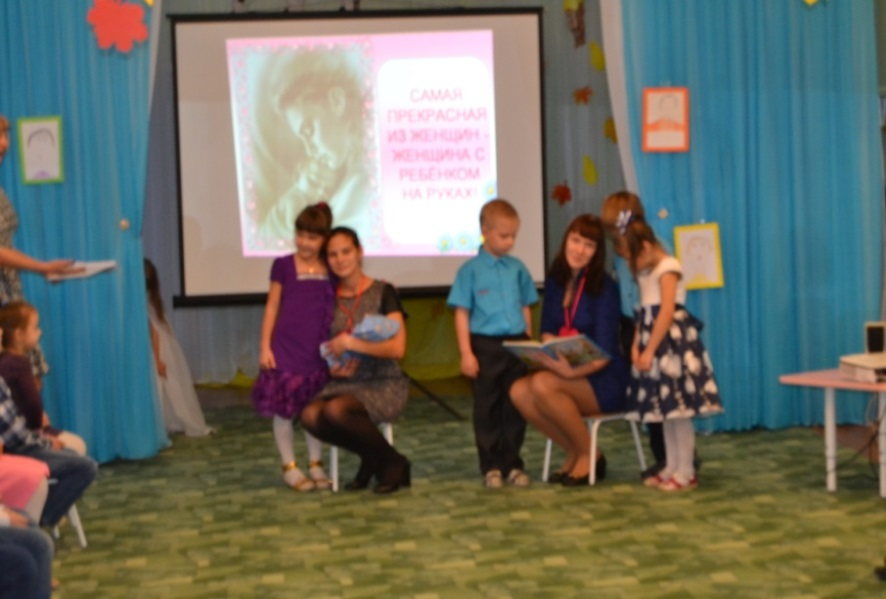 САМАЯ
ПРЕКРАСНАЯ
ИЗ ЖЕНЩИН -
ЖЕНЩИНА С
РЕБЁНКОМ
НА РУКАХ!